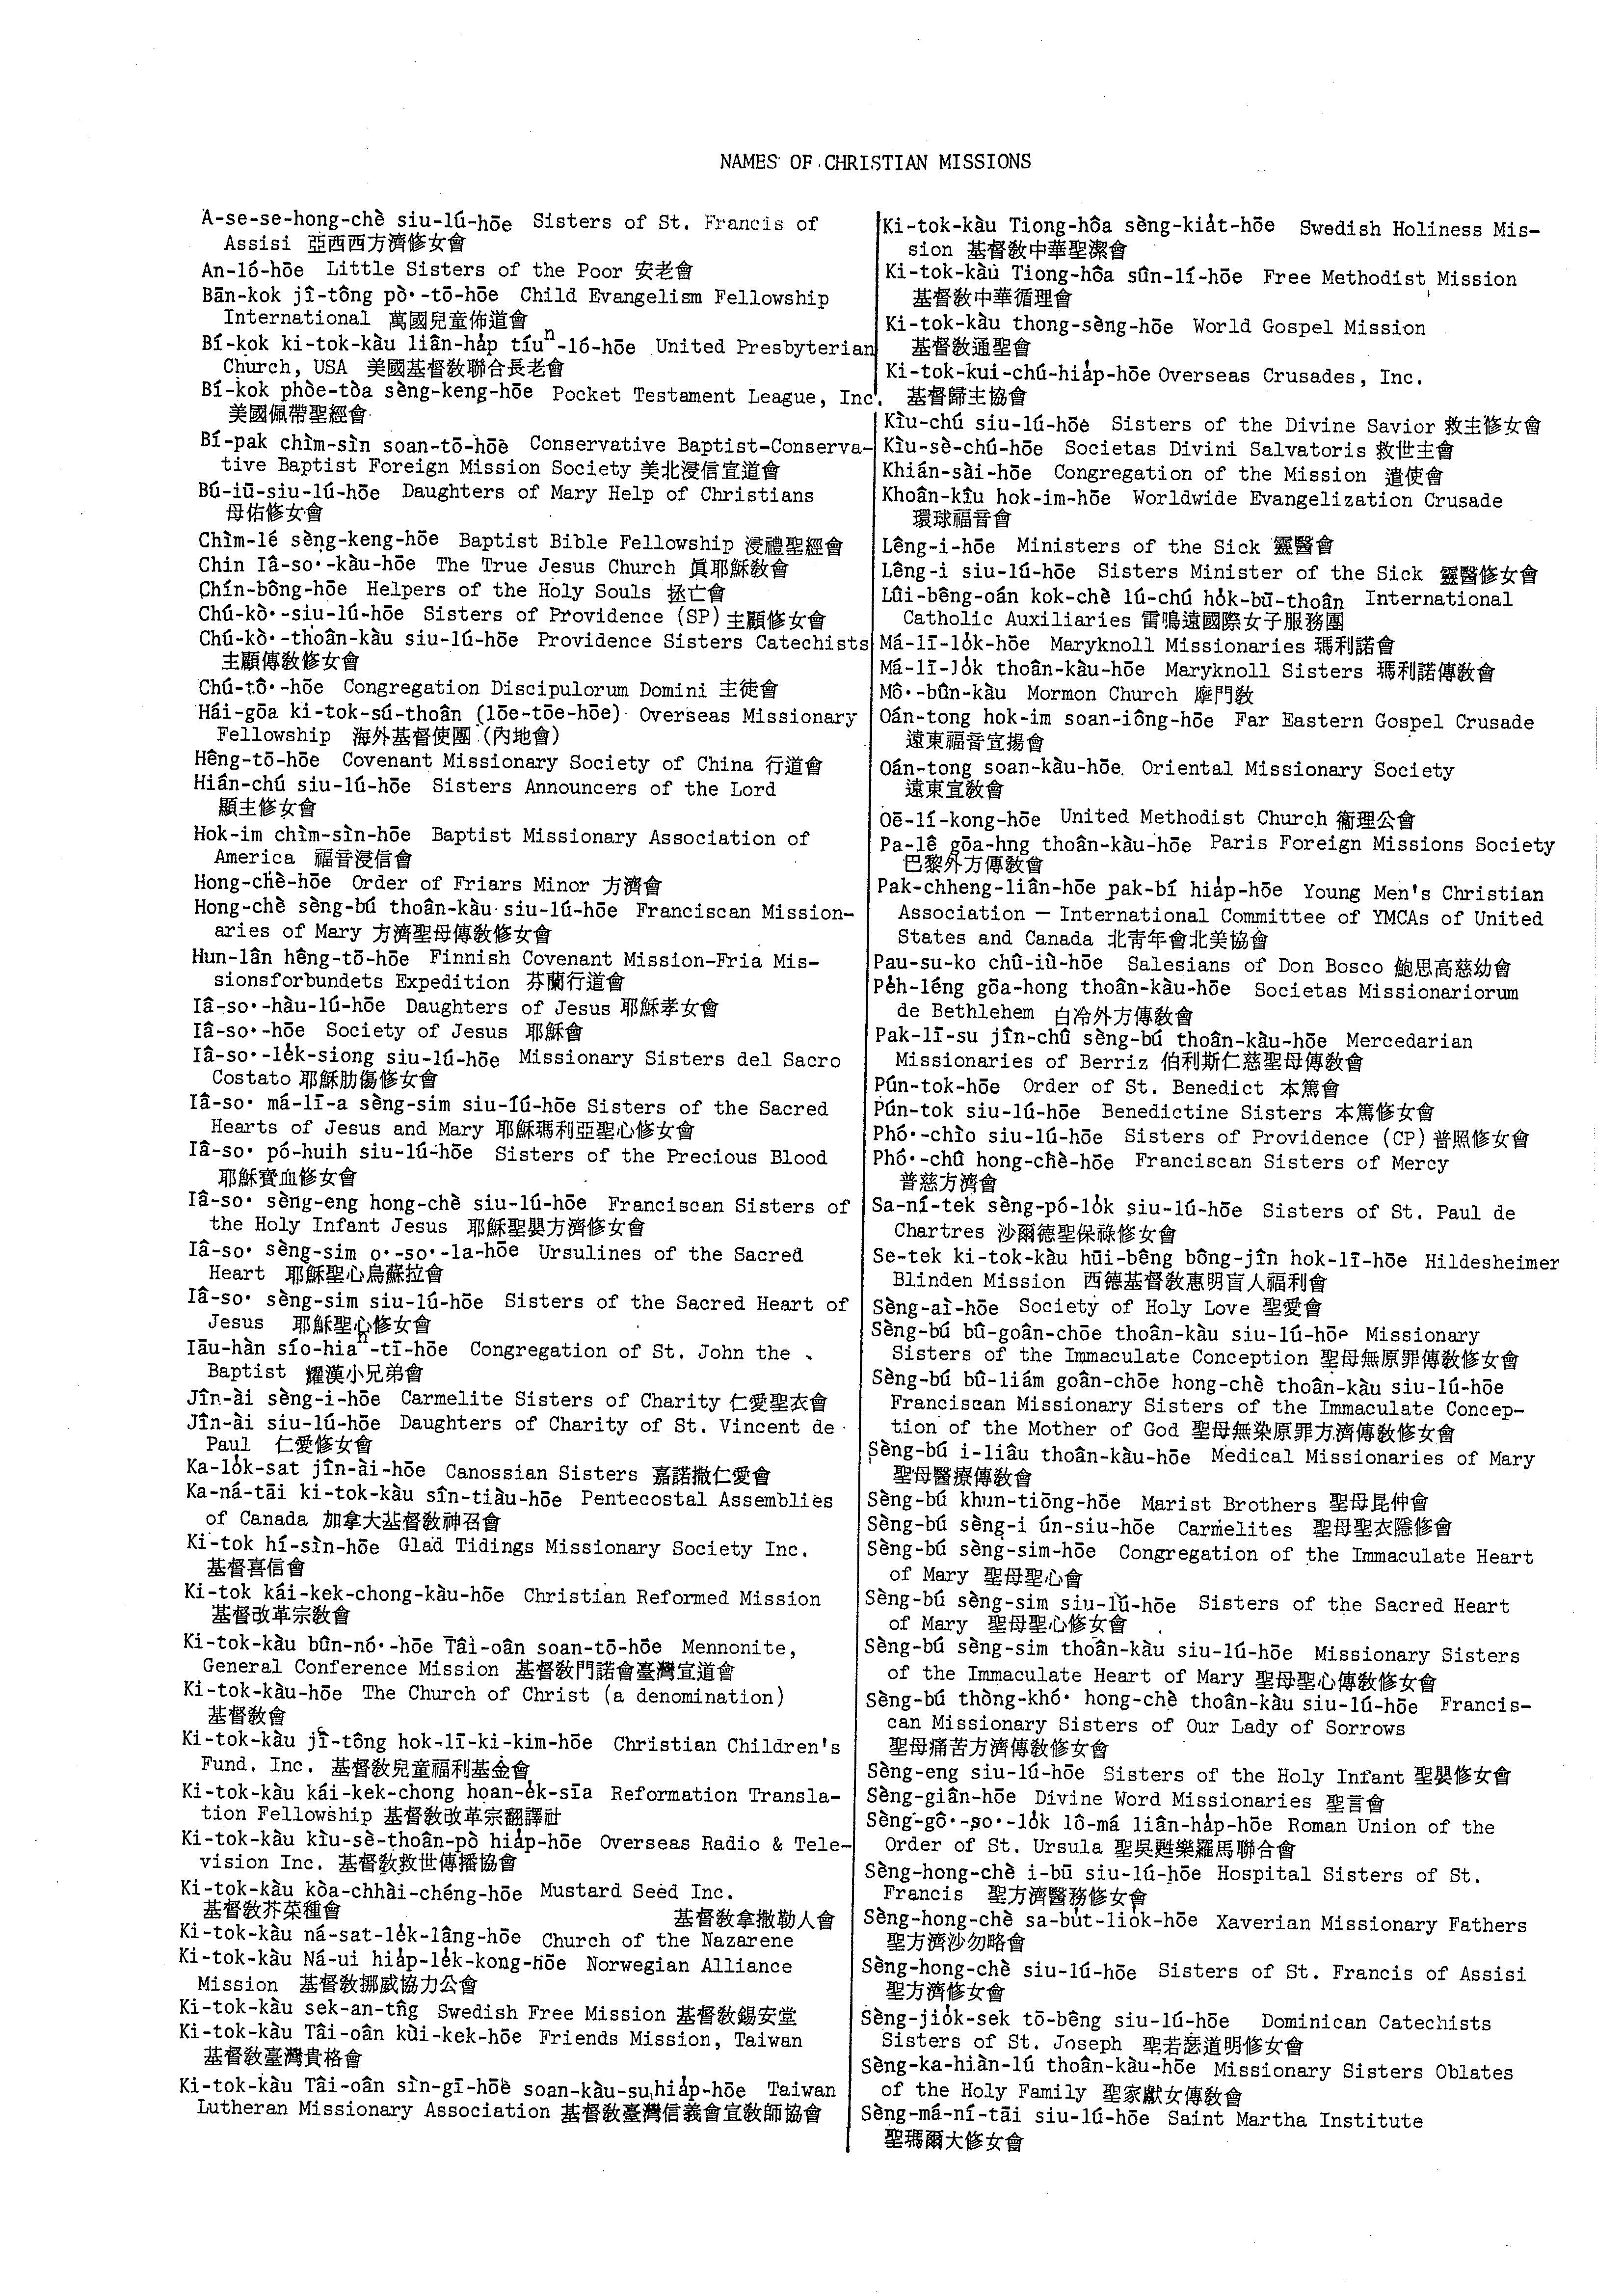 NAMES OF CHRISTIAN MISSIONS
A-se-se-hong-chè siu-lú-hōe Sisters of St. Francis of
Assisi 亞西西方濟修女會
An-ló-hōe Little Sisters of the Poor 安老會
Bān-kok jî-tông pò·-tō-hōe Child Evangelism Fellowship
International 萬國兒童佈道會
Bí-kok ki-tok-kàu liân-ha̍p tíuⁿ-ló-hōe United Presbyterian
Church, USA 美國基督敎聯合長老會
Bí-kok phòe-tòa sèng-keng-hōe Pocket Testament League, Inc.
美國佩帶聖經會
Bí-pak chìm-sìn soan-tō-hōe Conservative Baptist-Conserva-
tive Baptist Foreign Mission Society 美北浸信宣道會
Bú-iū-siu-lú-hōe Daughters of Mary Help of Christians
母佑修女會
Chìm-lé sèng-keng-hōe Baptist Bible Fellowship 浸禮聖經會
Chin Iâ-so·-kàu-hōe The True Jesus Church 眞耶穌敎會
Chín-bông-hōe Helpers of the Holy Souls 拯亡會
Chú-kò·-siu-lú-hōe Sisters of Providence (SP) 主顧修女會
Chú-kò·-thoân-kàu siu-lú-hōe Providence Sisters Catechists
主顧傳敎修女會
Chú-tô·-hōe Congregation Discipulorum Domini 主徒會
Hái-gōa ki-tok-sú-thoân (lōe-tōe-hōe) Overseas Missionary
Fellowship 海外基督使團 (內地會)
Hêng-tō-hōe Covenant Missionary Society of China 行道會
Hián-chú siu-lú-hōe Sisters Announcers of the Lord
顯主修女會
Hok-im chìm-sìn-hōe Baptist Missionary Association of
America 福音浸信會
Hong-chè-hōe Order of Friars Minor 方濟會
Hong-chè sèng-bú thoân-kàu siu-lú-hōe Franciscan Mission-
aries of Mary 方濟聖母傳敎修女會
Hun-lân hêng-tō-hōe Finnish Covenant Mission-Fria Mis-
sionsforbundets Expedition 芬蘭行道會
Iâ-so·-hàu-lú-hōe Daughters of Jesus 耶穌孝女會
Iâ-so·-hōe Society of Jesus 耶穌會
Iâ-so·-le̍k-siong siu-lú-hōe Missionary Sisters del Sacro
Costato 耶穌肋傷修女會
Iâ-so· má-lī-a sèng-sim siu-lú-hōe Sisters of the Sacred
Hearts of Jesus and Mary 耶穌瑪利亞聖心修女會
Iâ-so· pó-huih siu-lú-hōe Sisters of the Precious Blood
耶穌寶血修女會
Iâ-so· sèng-eng hong-chè siu-lú-hōe Franciscan Sisters of
the Holy Infant Jesus 耶穌聖嬰方濟修女會
Iâ-so· sèng-sim o·-so·-la-hōe Ursulines of the Sacred
Heart 耶穌聖心烏蘇拉會
Iâ-so· sèng-sim siu-lú-hōe Sisters of the Sacred Heart of
Jesus 耶穌聖心修女會
Iāu-hàn sío-hiaⁿ-tī-hōe Congregation of St. John the
Baptist 耀漢小兄弟會
Jîn-ài sèng-i-hōe Carmelite Sisters of Charity 仁愛聖衣會
Jîn-ài siu-lú-hōe Daughters of Charity of St. Vincent de
Paul 仁愛修女會
Ka-lo̍k-sat jîn-ài-hōe Canossian Sisters 嘉諾撒仁愛會
Ka-ná-tāi ki-tok-kàu sîn-tiàu-hōe Pentecostal Assemblies
of Canada 加拿大基督敎神召會
Ki-tok hí-sìn-hōe Glad Tidings Missionary Society Inc.
基督喜信會
Ki-tok kái-kek-chong-kàu-hōe Christian Reformed Mission
基督改革宗敎會
Ki-tok-kàu bûn-nó·-hōe Tâi-oân soan-tō-hōe Mennonite,
General Conference Mission 基督敎門諾會臺灣宣道會
Ki-tok-kàu-hōe The Church of Christ (a denomination)
基督敎會
Ki-tok-kàu jî-tông hok-lī-ki-kim-hōe Christian Children's
Fund. Inc. 基督敎兒童福利基金會
Ki-tok-kàu kái-kek-chong hoan-e̍k-sīa Reformation Transla-
tion Fellowship 基督敎改革宗翻譯社
Ki-tok-kàu kìu-sè-thoân-pò hia̍p-hōe Overseas Radio & Tele-
vision Inc. 基督敎救世傳播協會
Ki-tok-kàu kòa-chhài-chéng-hōe Mustard Seed Inc.
基督敎芥菜種會 基督敎拿撒勒人會
Ki-tok-kàu ná-sat-le̍k-lâng-hōe Church of the Nazarene
Ki-tok-kàu Ná-ui hia̍p-le̍k-kong-hōe Norwegian Alliance
Mission 基督敎挪威協力公會
Ki-tok-kàu sek-an-tn̂g Swedish Free Mission 基督敎錫安堂
Ki-tok-kàu Tâi-oân kùi-kek-hōe Friends Mission, Taiwan
基督敎臺灣貴格會
Ki-tok-kàu Tâi-oân sìn-gī-hōe soan-kàu-su hia̍p-hōe Taiwan
Lutheran Missionary Association 基督敎臺灣信義會宣敎師協會
Ki-tok-kàu Tiong-hôa sèng-kia̍t-hōe Swedish Holiness Mis-
sion 基督敎中華聖潔會
Ki-tok-kàu Tiong-hôa sûn-lí-hōe Free Methodist Mission
基督敎中華循理會
Ki-tok-kàu thong-sèng-hōe World Gospel Mission
基督敎通聖會
Ki-tok-kui-chú-hia̍p-hōe Overseas Crusades, Inc.
基督歸主協會
Kìu-chú siu-lú-hōe Sisters of the Divine Savior 救主修女會
Kìu-sè-chú-hōe Societas Divini Salvatoris 救世主會
Khián-sài-hōe Congregation of the Mission 遣使會
Khoân-kîu hok-im-hōe Worldwide Evangelization Crusade
環球福音會
Lêng-i-hōe Ministers of the Sick 靈醫會
Lêng-i siu-lú-hōe Sisters Minister of the Sick 靈醫修女會
Lûi-bêng-oán kok-chè lú-chú ho̍k-bū-thoân International
Catholic Auxiliaries 雷鳴遠國際女子服務團
Má-lī-lo̍k-hōe Maryknoll Missionaries 瑪利諾會
Má-lī-lo̍k thoân-kàu-hōe Maryknoll Sisters 瑪利諾傳敎會
Mô·-bûn-kàu Mormon Church 摩門敎
Oán-tong hok-im soan-iông-hōe Far Eastern Gospel Crusade
遠東福音宣揚會
Oán-tong soan-kàu-hōe Oriental Missionary Society
遠東宣敎會
Oē-lí-kong-hōe United Methodist Church 衞理公會
Pa-lê gōa-hng thoân-kàu-hōe Paris Foreign Missions Society
巴黎外方傳敎會
Pak-chheng-liân-hōe pak-bí hia̍p-hōe Young Men's Christian
Association — International Committee of YMCAs of United
States and Canada 北靑年會北美協會
Pau-su-ko chû-iù-hōe Salesians of Don Bosco 鮑思高慈幼會
Pe̍h-léng gōa-hong thoân-kàu-hōe Societas Missionariorum
de Bethlehem 白冷外方傳敎會
Pak-lī-su jîn-chû sèng-bú thoân-kàu-hōe Mercedarian
Missionaries of Berriz 伯利斯仁慈聖母傳敎會
Pún-tok-hōe Order of St. Benedict 本篤會
Pún-tok siu-lú-hōe Benedictine Sisters 本篤修女會
Phó·-chìo siu-lú-hōe Sisters of Providence (CP) 普照修女會
Phó·-chû hong-chè-hōe Franciscan Sisters of Mercy
普慈方濟會
Sa-ní-tek sèng-pó-lo̍k siu-lú-hōe Sisters of St. Paul de
Chartres 沙爾德聖保祿修女會
Se-tek ki-tok-kàu hūi-bêng bông-jîn hok-lī-hōe Hildesheimer
Blinden Mission 西德基督敎惠明盲人福利會
Sèng-aì-hōe Society of Holy Love 聖愛會
Sèng-bú bû-goân-chōe thoân-kàu siu-lú-hōe Missionary
Sisters of the Immaculate Conception 聖母無原罪傳敎修女會
Sèng-bú bû-liám goân-chōe hong-chè thoân-kàu siu-lú-hōe
Franciscan Missionary Sisters of the Immaculate Concep-
tion of the Mother of God 聖母無染原罪方濟傳敎修女會
Sèng-bú i-liâu thoân-kàu-hōe Medical Missionaries of Mary
聖母醫療傳敎會
Sèng-bú khun-tiōng-hōe Marist Brothers 聖母昆仲會
Sèng-bú sèng-i ún-siu-hōe Carmelites 聖母聖衣隱修會
Sèng-bú sèng-sim-hōe Congregation of the Immaculate Heart
of Mary 聖母聖心會
Sèng-bú sèng-sim siu-lú-hōe Sisters of the Sacred Heart
of Mary 聖母聖心修女會
Sèng-bú sèng-sim thoân-kàu siu-lú-hōe Missionary Sisters
of the Immaculate Heart of Mary 聖母聖心傳敎修女會
Sèng-bú thòng-khó· hong-chè thoân-kàu siu-lú-hōe Francis-
can Missionary Sisters of Our Lady of Sorrows
聖母痛苦方濟傳敎修女會
Sèng-eng siu-lú-hōe Sisters of the Holy Infant 聖嬰修女會
Sèng-giân-hōe Divine Word Missionaries 聖言會
Sèng-gô·-so·-lo̍k lô-má liân-ha̍p-hōe Roman Union of the
Order of St. Ursula 聖吳甦樂羅馬聯合會
Sèng-hong-chè i-bū siu-lú-hōe Hospital Sisters of St.
Francis 聖方濟醫務修女會
Sèng-hong-chè sa-bu̍t-lio̍k-hōe Xaverian Missionary Fathers
聖方濟沙勿略會
Sèng-hong-chè siu-lú-hōe Sisters of St. Francis of Assisi
聖方濟修女會
Sèng-jio̍k-sek tō-bêng siu-lú-hōe Dominican Catechists
Sisters of St. Joseph 聖若瑟道明修女會
Sèng-ka-hiàn-lú thoân-kàu-hōe Missionary Sisters Oblates
of the Holy Family 聖家獻女傳敎會
Sèng-má-ní-tāi siu-lú-hōe Saint Martha Institute
聖瑪爾大修女會